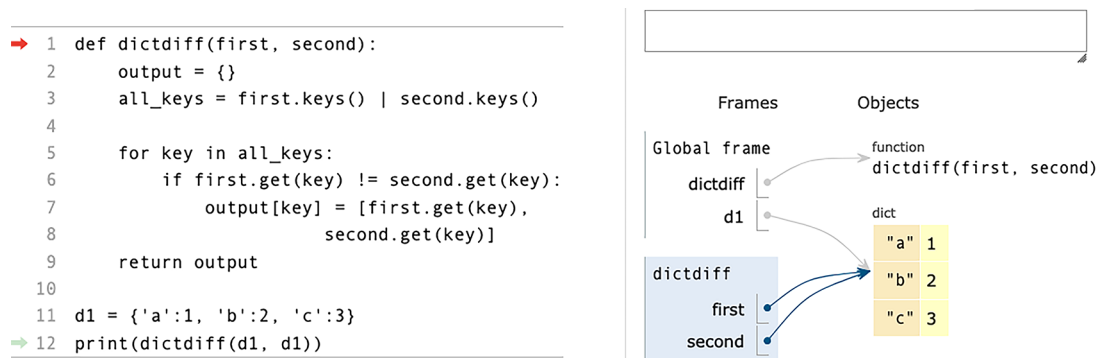 1 def dictdiff(first, second):
2     output = {}
3     all_keys = first.keys() | second.keys()
4
5     for key in all_keys:
6         if first.get(key) != second.get(key):
7             output[key] = [first.get(key),
8                        second.get(key)]
9     return output
10
11 d1 = {'a':1, 'b':2, 'c':3}
12 print(dictdiff(d1, d1))
Frames Objects
Global frame
dictdiff
d1
function
dictdiff(first, second)
dict
"a" 1
"b" 2
"c" 3
dictdiff
first
second